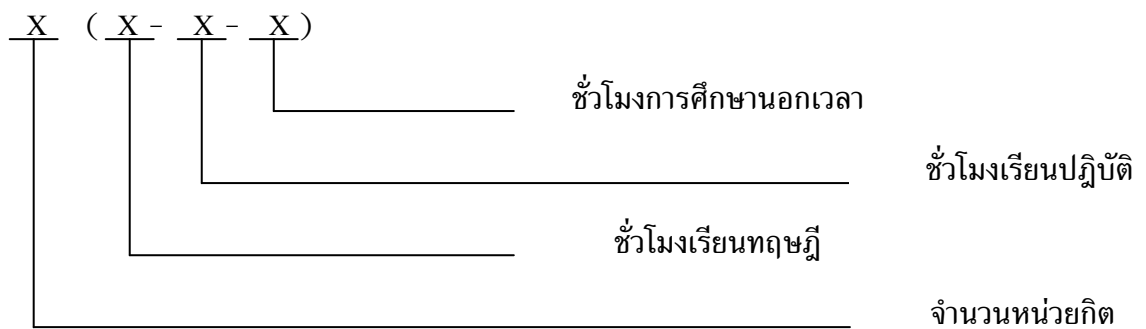 X ( X - X - X )
ชั่วโมงการศึกษานอกเวลา
ชั่วโมงเรียนปฎิบัติ
ชั่วโมงเรียนทฤษฎี
จำนวนหน่วยกิต